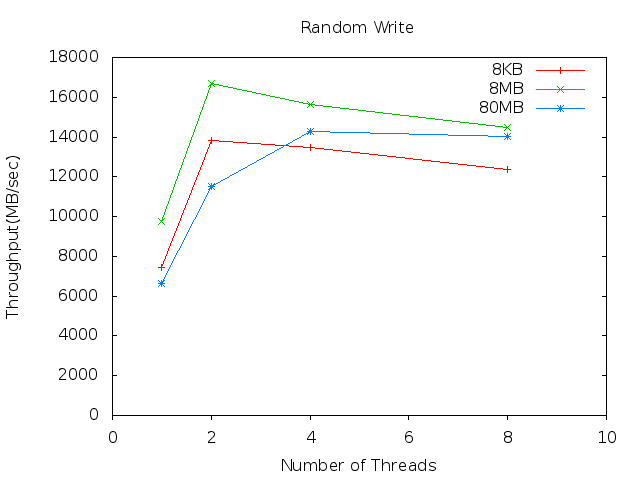 Random Write
18000
16000
14000
12000
10000
8000
6000
4000
2000
0
Throughput(MB/sec)
8KB
8MB
80MB
0 2 4 6 8 10
Number of Threads